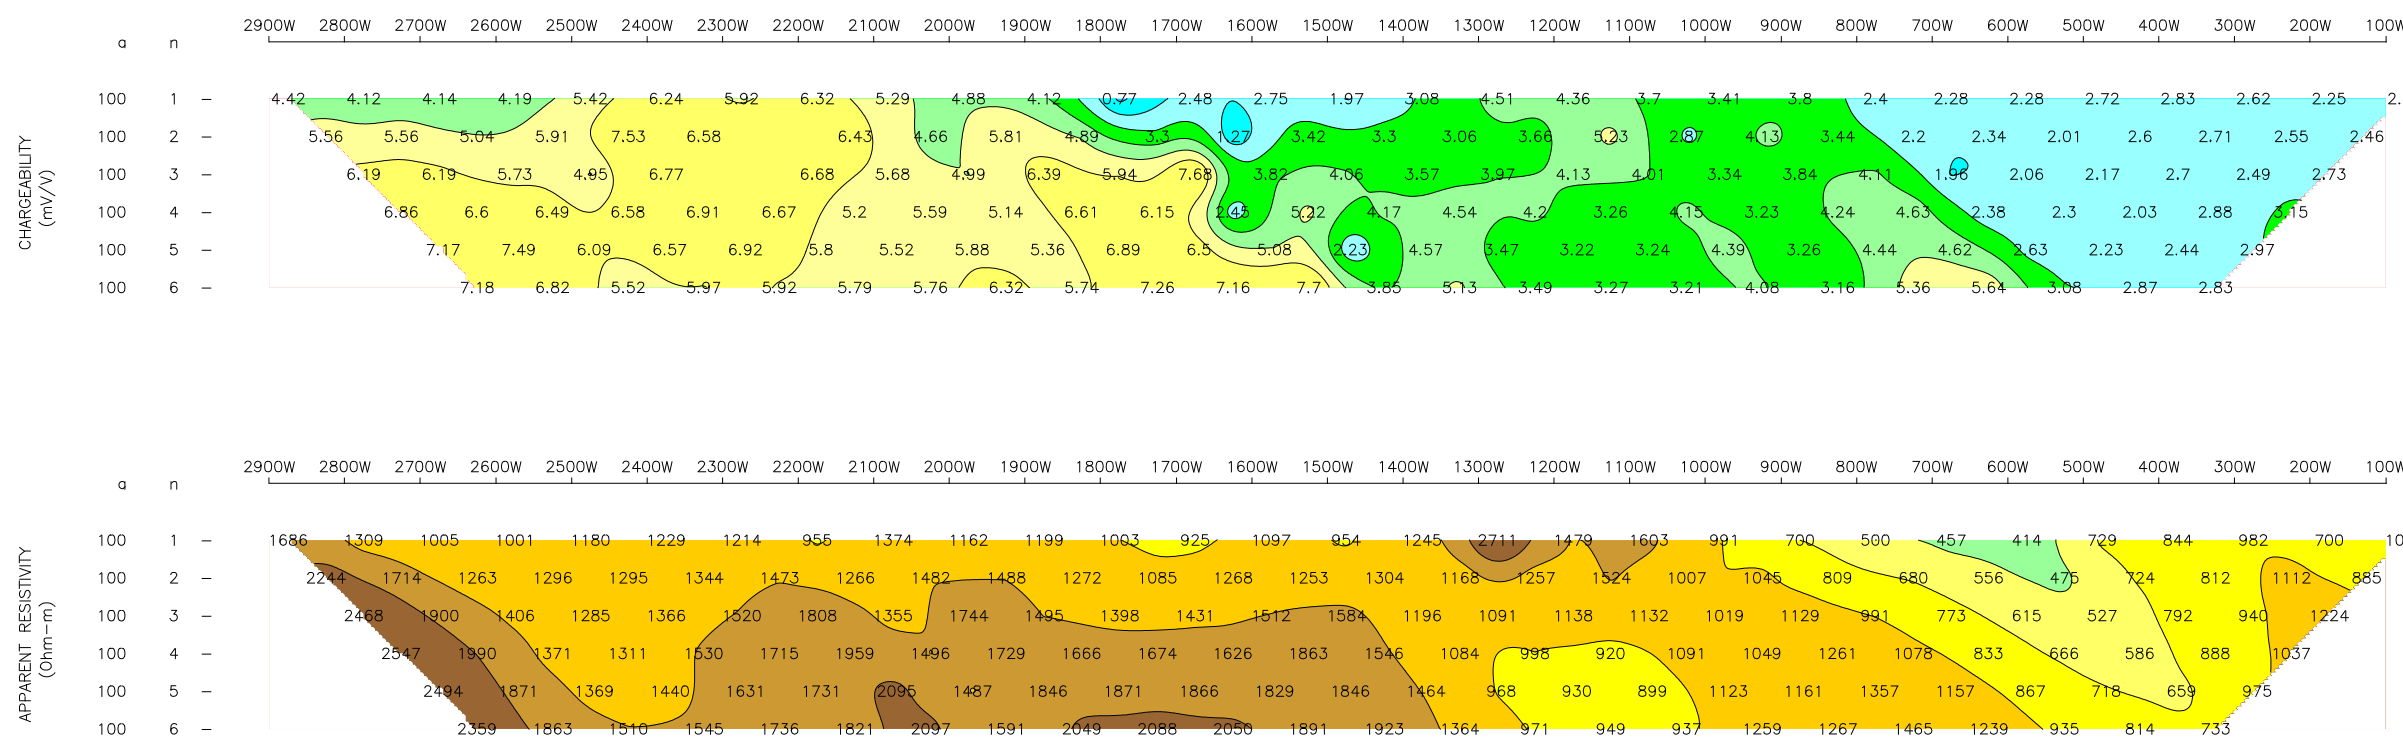 2900W 2800W 2700W 2600W 2500W 2400W 2300W 2200W 2100W 2000W 1900W 1800W 1700W 1600W 1500W 1400W 1300W 1200W 1100W 1000W 900W 800W 700W 600W 500W 400W 300W 200W 100W
a n
100 1 – 4.42 4.12 4.14 4.19 5.42 6.24 5.92 6.32 5.29 4.88 4.12 0.77 2.48 2.75 1.97 3.08 4.51 4.36 3.7 3.41 3.8 2.4 2.28 2.28 2.72 2.83 2.62 2.25 2.
100 2 – 5.56 5.56 5.04 5.91 7.53 6.58 6.43 4.66 5.81 4.89 3.3 1.27 3.42 3.3 3.06 3.66 5.23 2.87 4.13 3.44 2.2 2.34 2.01 2.6 2.71 2.55 2.46
100 3 – 6.19 6.19 5.73 4.95 6.77 6.68 5.68 4.99 6.39 5.94 7.68 3.82 4.06 3.57 3.97 4.13 4.01 3.34 3.84 4.11 1.96 2.06 2.17 2.7 2.49 2.73
100 4 – 6.86 6.6 6.49 6.58 6.91 6.67 5.2 5.59 5.14 6.61 6.15 2.45 5.22 4.17 4.54 4.2 3.26 4.15 3.23 4.24 4.63 2.38 2.3 2.03 2.88 3.15
100 5 – 7.17 7.49 6.09 6.57 6.92 5.8 5.52 5.88 5.36 6.89 6.5 5.08 2.23 4.57 3.47 3.22 3.24 4.39 3.26 4.44 4.62 2.63 2.23 2.44 2.97
100 6 – 7.18 6.82 5.52 5.97 5.92 5.79 5.76 6.32 5.74 7.26 7.16 7.7 3.85 5.13 3.49 3.27 3.21 4.08 3.16 5.36 5.64 3.08 2.87 2.83
CHARGEABILITY
(mV/V)
2900W 2800W 2700W 2600W 2500W 2400W 2300W 2200W 2100W 2000W 1900W 1800W 1700W 1600W 1500W 1400W 1300W 1200W 1100W 1000W 900W 800W 700W 600W 500W 400W 300W 200W 100W
a n
100 1 – 1686 1309 1005 1001 1180 1229 1214 955 1374 1162 1199 1003 925 1097 954 1245 2711 1479 1603 991 700 500 457 414 729 844 982 700 10
100 2 – 2244 1714 1263 1296 1295 1344 1473 1266 1482 1488 1272 1085 1268 1253 1304 1168 1257 1524 1007 1045 809 680 556 475 724 812 1112 885
100 3 – 2468 1900 1406 1285 1366 1520 1808 1355 1744 1495 1398 1431 1512 1584 1196 1091 1138 1132 1019 1129 991 773 615 527 792 940 1224
100 4 – 2547 1990 1371 1311 1530 1715 1959 1496 1729 1666 1674 1626 1863 1546 1084 998 920 1091 1049 1261 1078 833 666 586 888 1037
100 5 – 2494 1871 1369 1440 1631 1731 2095 1487 1846 1871 1866 1829 1846 1464 968 930 899 1123 1161 1357 1157 867 718 659 975
100 6 – 2359 1863 1510 1545 1736 1821 2097 1591 2049 2088 2050 1891 1923 1364 971 949 937 1259 1267 1465 1239 935 814 733
APPARENT RESISTIVITY
(Ohm-m)